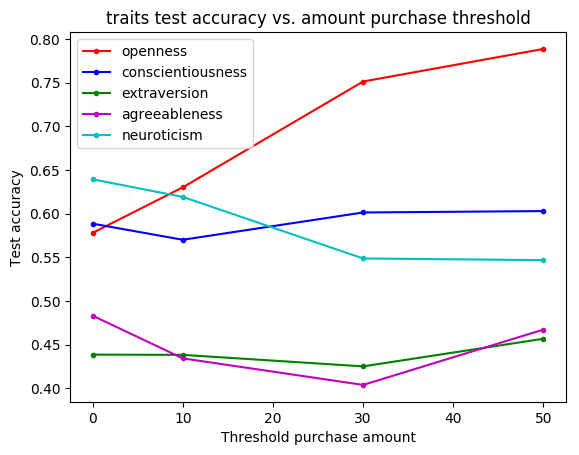 traits test accuracy vs. amount purchase threshold
openness
conscientiousness
extraversion
agreeableness
neuroticism
Test accuracy
0.80
0.75
0.70
0.65
0.60
0.55
0.50
0.45
0.40
0 10 20 30 40 50
Threshold purchase amount